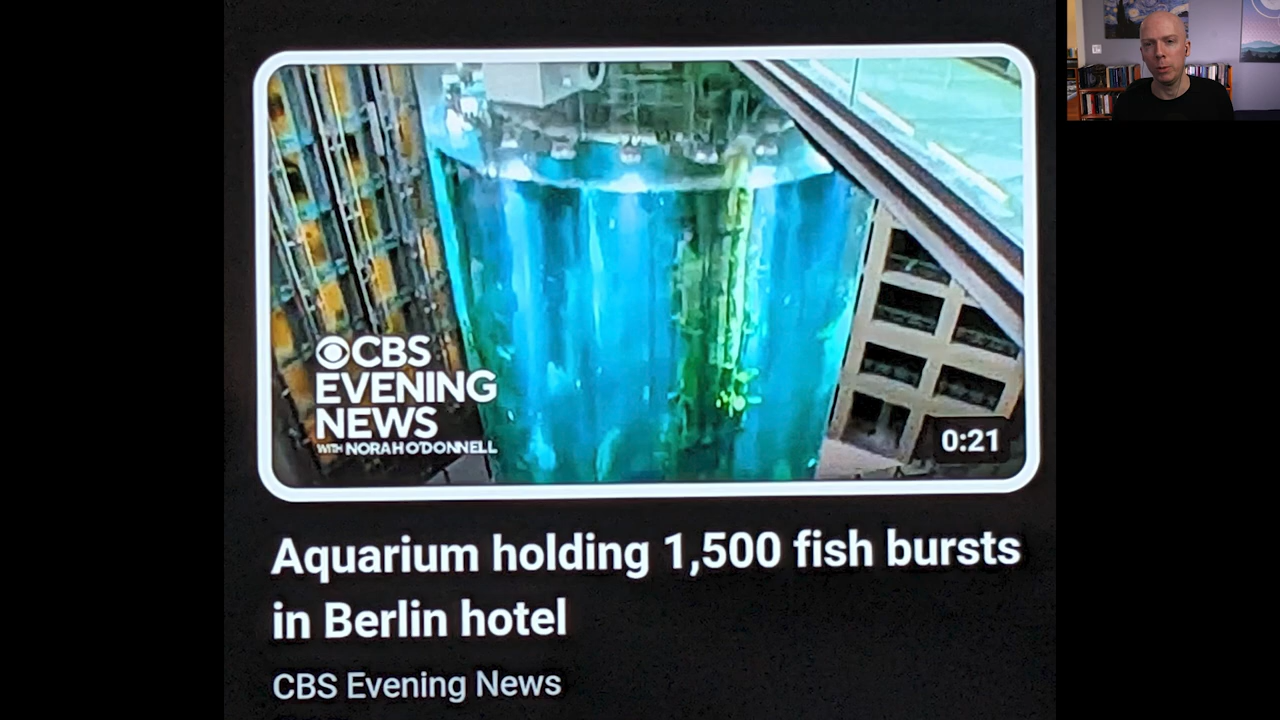 CBS
EVENING
NEWS
WITH NORAH O'DONNELL
0:21
Aquarium holding 1,500 fish bursts
in Berlin hotel
CBS Evening News